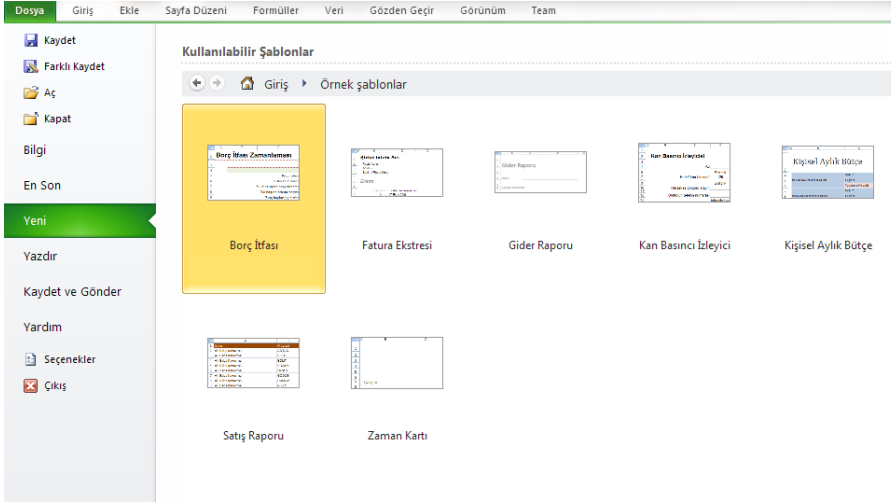 Dosya Giriş Ekle Sayfa Düzeni Formüller Veri Gözden Geçir Görünüm Team
Kaydet
Farklı Kaydet
Aç
Kapat
Bilgi
En Son
Yeni
Yazdır
Kaydet ve Gönder
Yardım
Seçenekler
Çıkış
Kullanılabilir Şablonlar
Giriş Örnek şablonlar
Borç İtfası Zamanlaması
Gider Raporu
Kan Basıncı İzleyicisi
Kişisel Aylık Bütçe
Borç İtfası Fatura Ekstresi Gider Raporu Kan Basıncı İzleyici Kişisel Aylık Bütçe
Satış Raporu Zaman Kartı